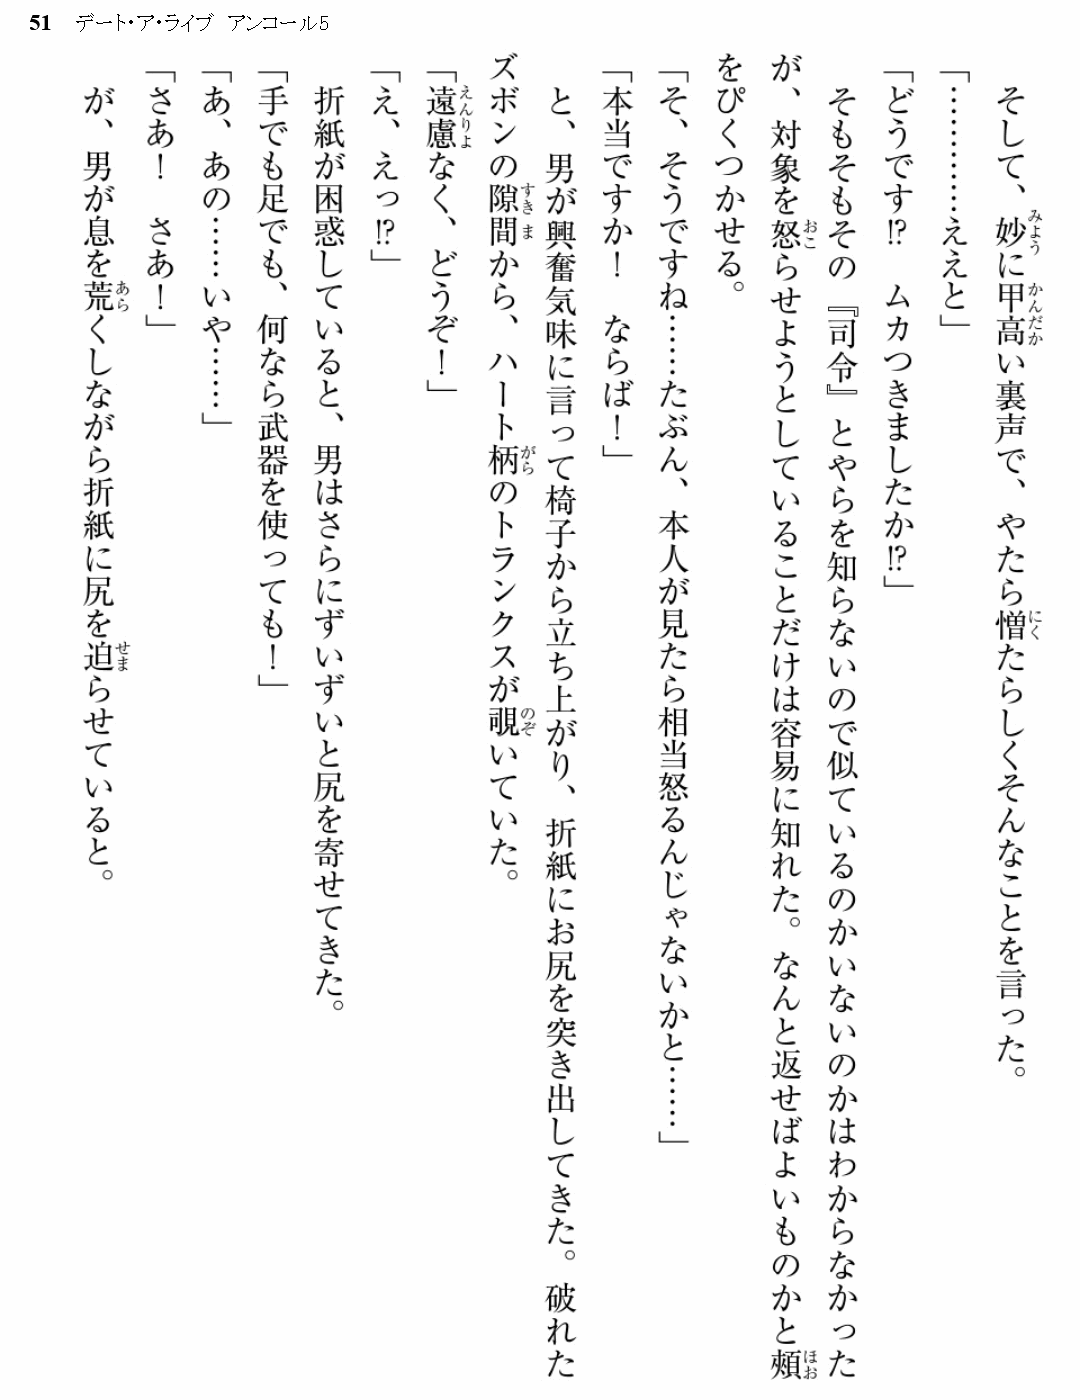 51 デート・ア・ライブ アンコール5
　そして、妙に甲高い裏声で、やたら憎たらしくそんなことを言った。
「…………ええと」
「どうです⁉　ムカつきましたか⁉」
　そもそもその『司令』とやらを知らないので似ているのかいないのかはわからなかった
が、対象を怒らせようとしていることだけは容易に知れた。なんと返せばよいものかと頬
をぴくつかせる。
「そ、そうですね……たぶん、本人が見たら相当怒るんじゃないかと……」
「本当ですか！　ならば！」
　と、男が興奮気味に言って椅子から立ち上がり、折紙にお尻を突き出してきた。破れた
ズボンの隙間から、ハート柄のトランクスが覗いていた。
「遠慮なく、どうぞ！」
「え、えっ⁉」
　折紙が困惑していると、男はさらにずいずいと尻を寄せてきた。
「手でも足でも、何なら武器を使っても！」
「あ、あの……いや……」
「さあ！　さあ！」
　が、男が息を荒くしながら折紙に尻を迫らせていると。